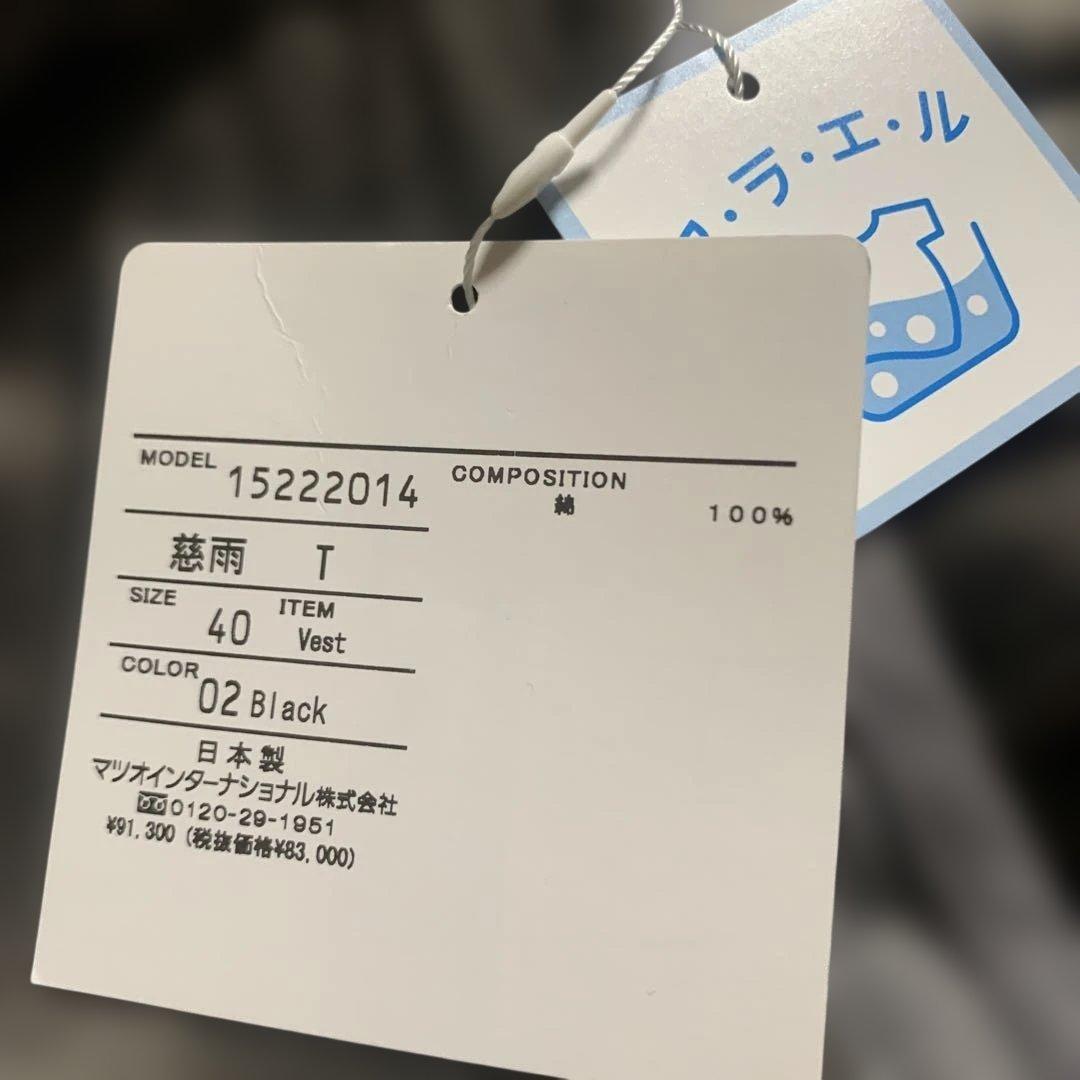 ・ラ・エ・ル
MODEL 15222014
COMPOSITION
綿 100%
慈雨 T
SIZE 40 ITEM Vest
COLOR 02 Black
日本製
マツオインターナショナル株式会社
0120-29-1951
¥91,300 (税抜価格¥83,000)